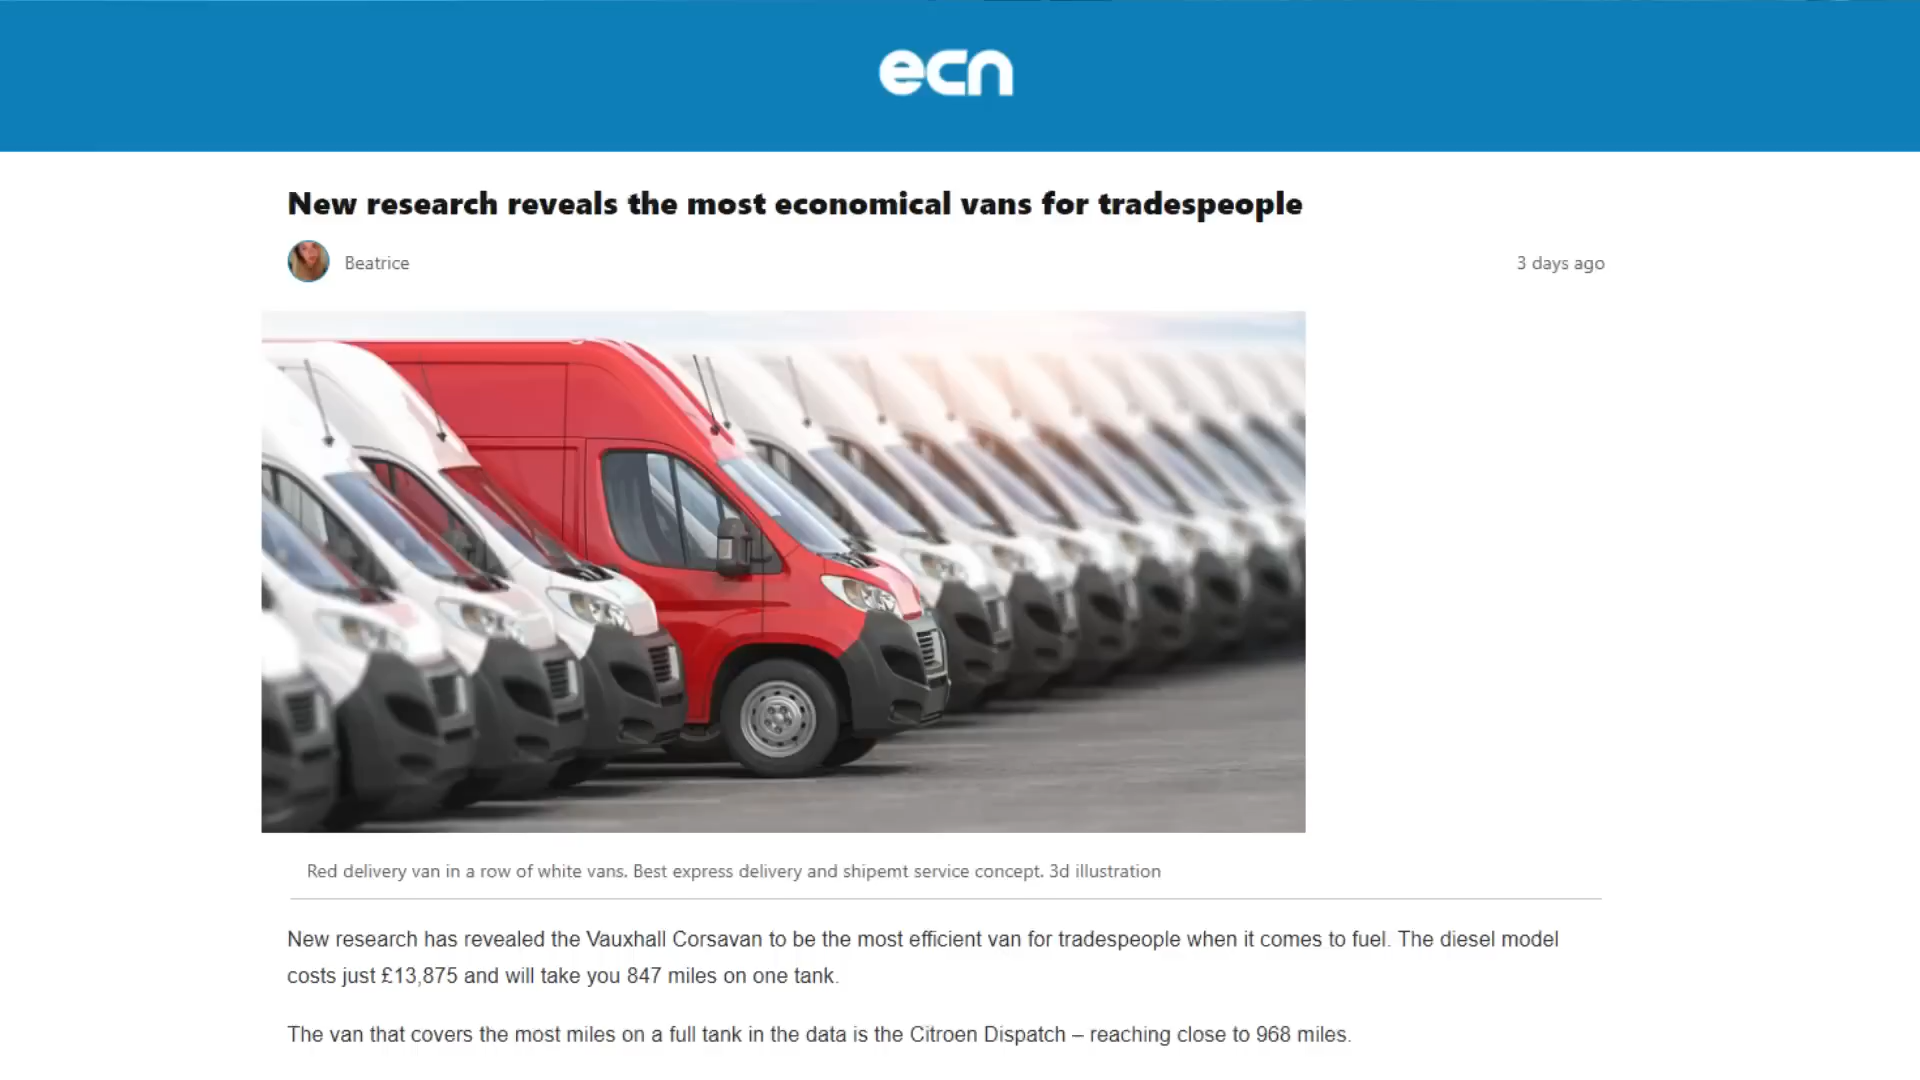 ecn
New research reveals the most economical vans for tradespeople
Beatrice
3 days ago
Red delivery van in a row of white vans. Best express delivery and shipemt service concept. 3d illustration
New research has revealed the Vauxhall Corsavan to be the most efficient van for tradespeople when it comes to fuel. The diesel model
costs just £13,875 and will take you 847 miles on one tank.
The van that covers the most miles on a full tank in the data is the Citroen Dispatch – reaching close to 968 miles.